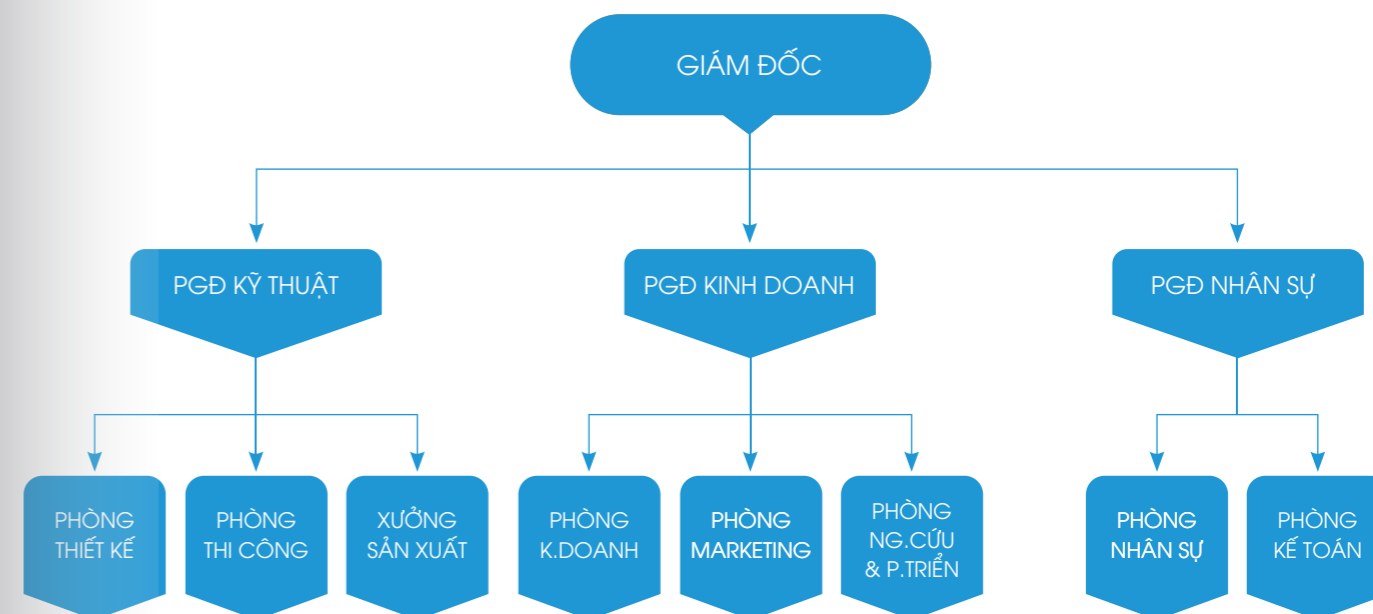 GIÁM ĐỐC
PGĐ KỸ THUẬT
PGĐ KINH DOANH
PGĐ NHÂN SỰ
PHÒNG
THIẾT KẾ
PHÒNG
THI CÔNG
XƯỞNG
SẢN XUẤT
PHÒNG
K.DOANH
PHÒNG
MARKETING
PHÒNG
NG.CỨU
& P.TRIỂN
PHÒNG
NHÂN SỰ
PHÒNG
KẾ TOÁN